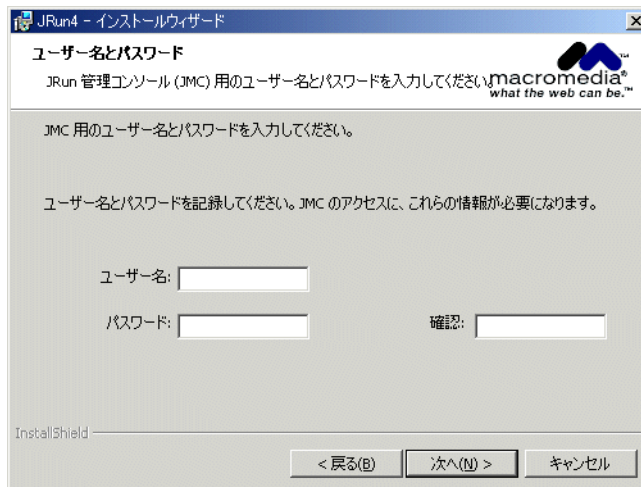 JRun4 - インストールウィザード
ユーザー名とパスワード
JRun 管理コンソール (JMC) 用のユーザー名とパスワードを入力してください。
macromedia®
what the web can be.™
JMC 用のユーザー名とパスワードを入力してください。
ユーザー名とパスワードを記録してください。JMC のアクセスに、これらの情報が必要になります。
ユーザー名:
パスワード: 確認:
InstallShield
< 戻る(B) 次へ(N) > キャンセル